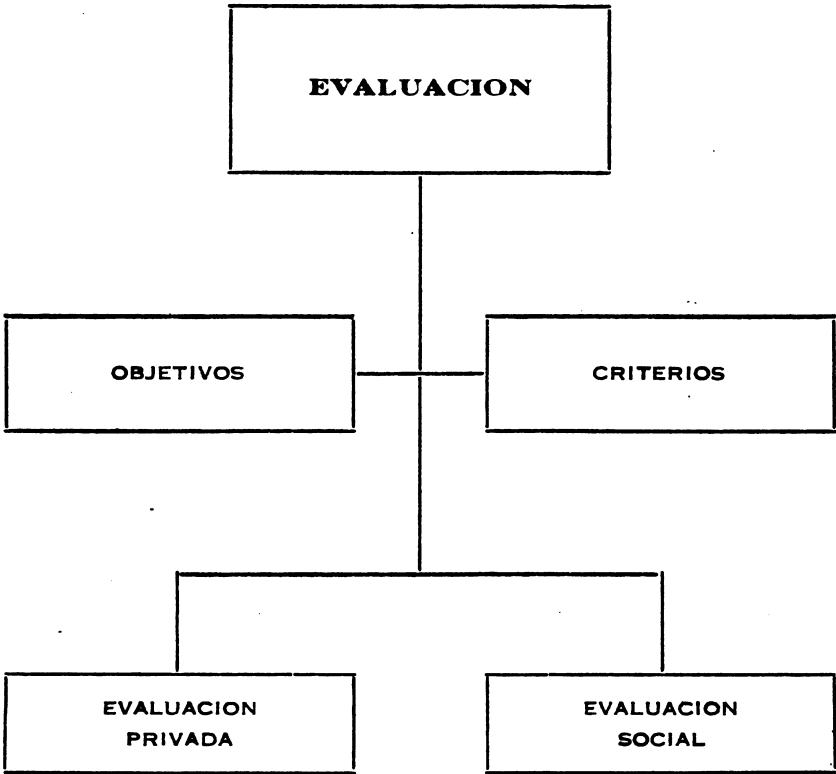 EVALUACION
OBJETIVOS
CRITERIOS
EVALUACION
PRIVADA
EVALUACION
SOCIAL